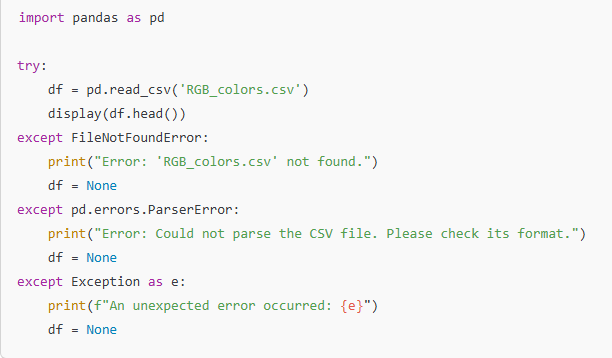 import pandas as pd

try:
    df = pd.read_csv('RGB_colors.csv')
    display(df.head())
except FileNotFoundError:
    print("Error: 'RGB_colors.csv' not found.")
    df = None
except pd.errors.ParserError:
    print("Error: Could not parse the CSV file. Please check its format.")
    df = None
except Exception as e:
    print(f"An unexpected error occurred: {e}")
    df = None